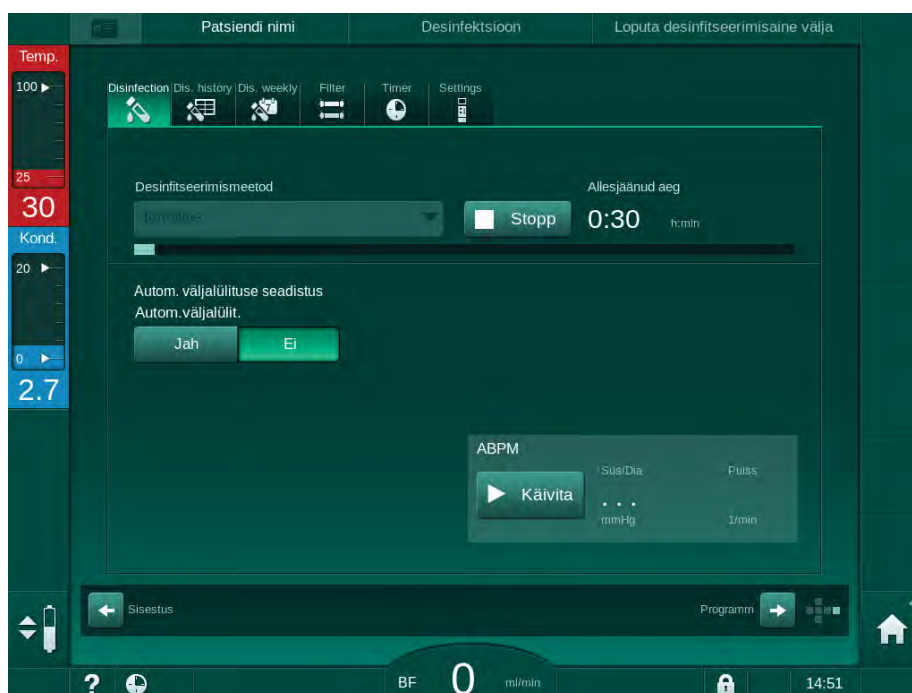 Patsiendi nimi
Desinfektsioon
Loputa desinfitseerimisaine välja
Temp.
100
25
30
Kond.
20
0
2.7
Disinfection
Dis. history
Dis. weekly
Filter
Timer
Settings
7
Desinfitseerimismeetod
Stopp
Allesjäänud aeg
0:30 h:min
Autom. väljalülituse seadistus
Autom.väljalülit.
Jah
Ei
ABPM
Käivita
Süs/Dia
Pulss
. . .
mmHg
1/min
Sisestus
Programm
?
BF 0 ml/min
14:51